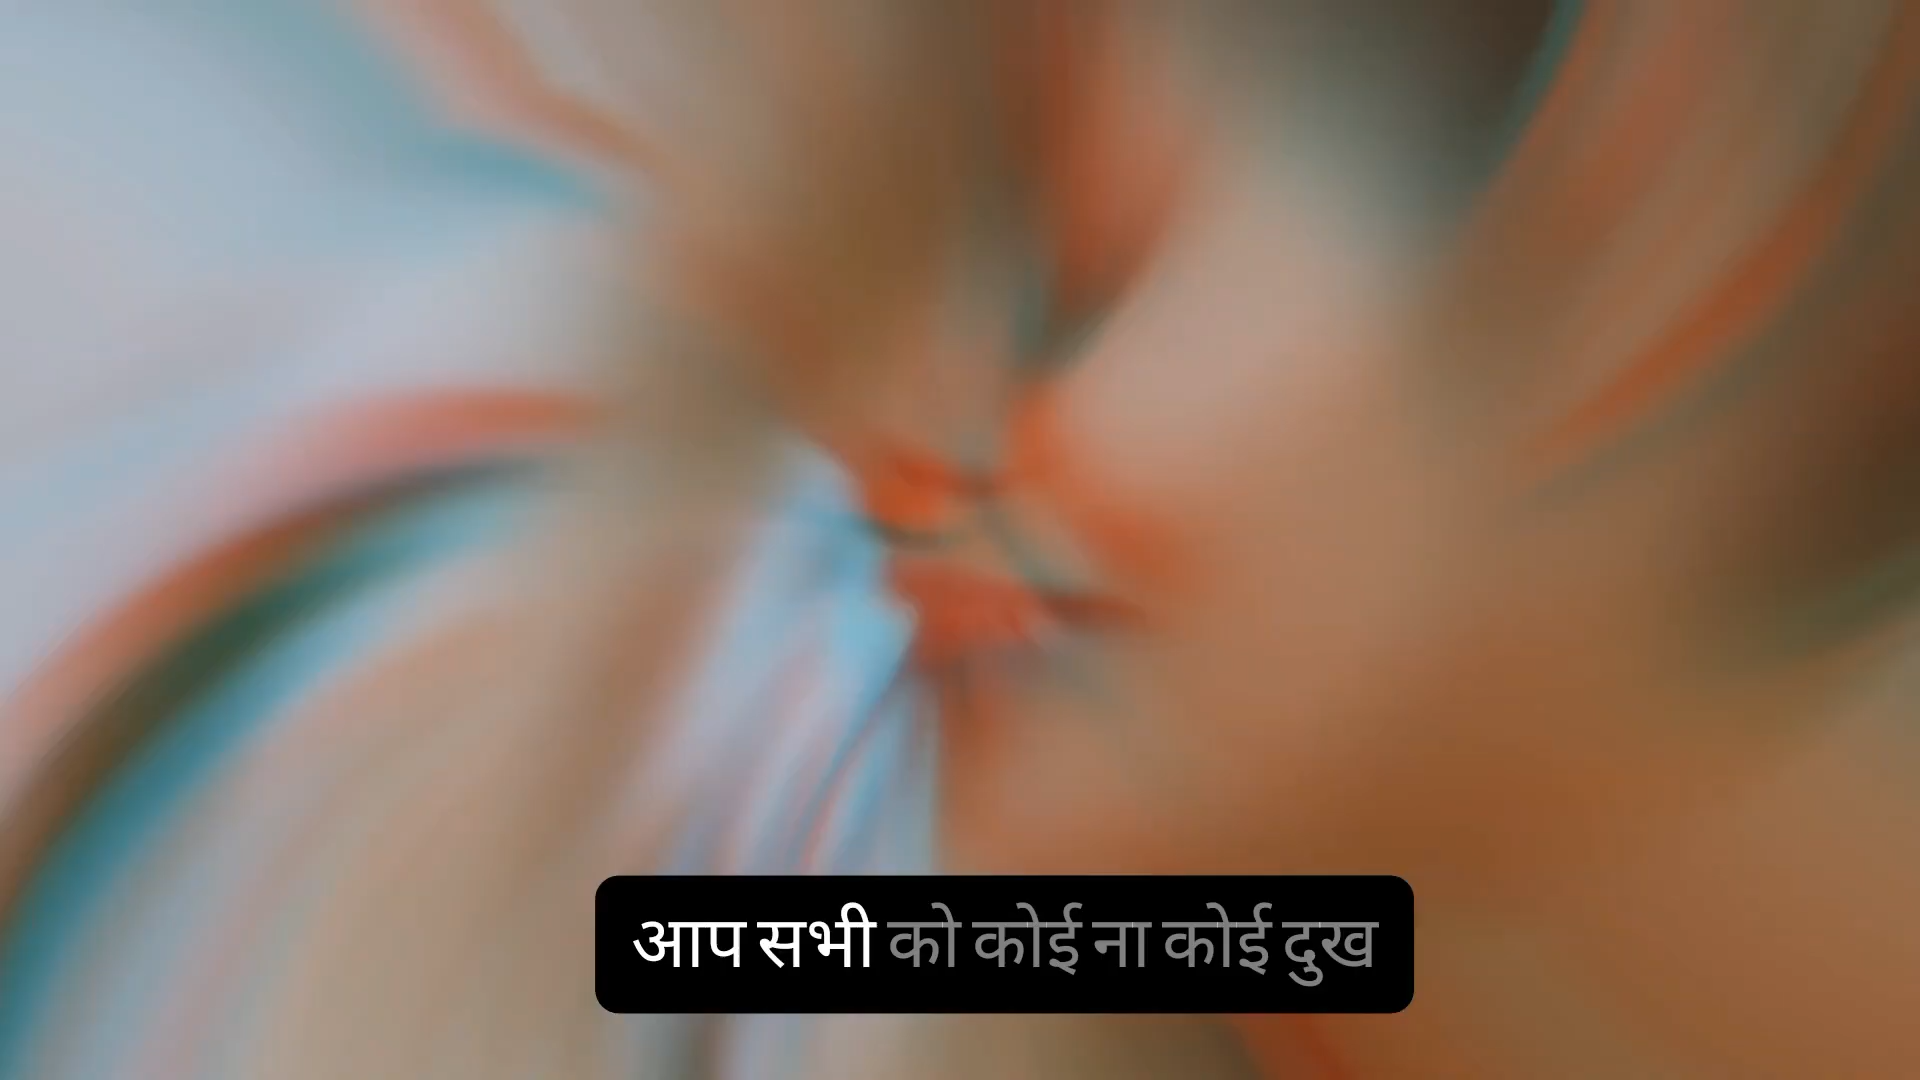 आप सभी को कोई ना कोई दुख